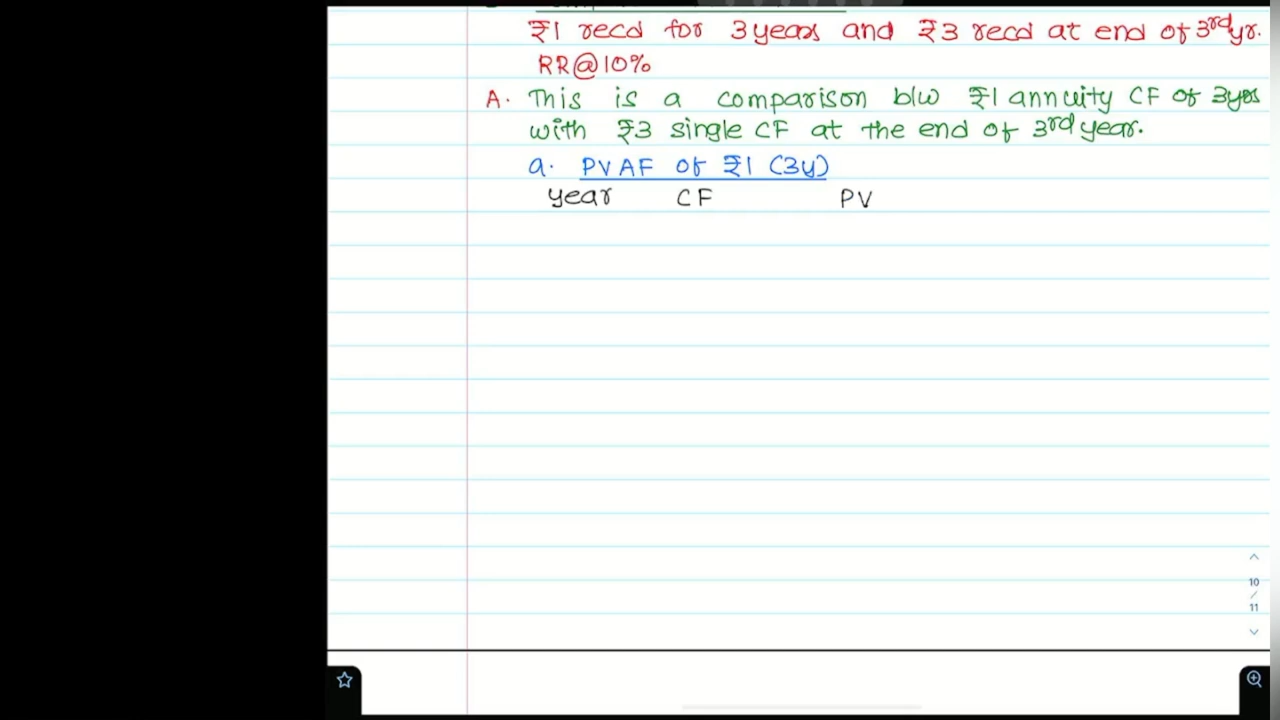 ₹1 recd for 3 years and ₹3 recd at end of 3rd yr.
RR@10%
A. This is a comparison b/w ₹1 annuity CF of 3yrs
with ₹3 single CF at the end of 3rd year.
a. PVAF of ₹1 (3y)
year CF PV
10
/
11